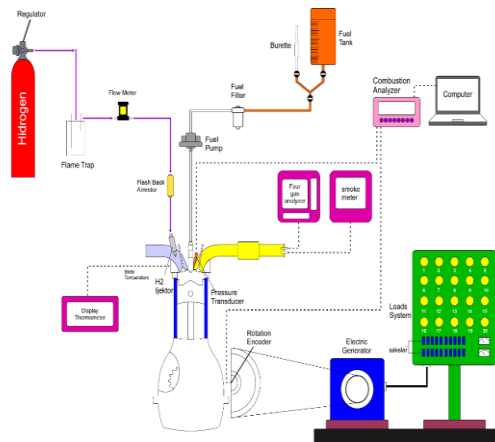 Regulator
Hidrogen
Flame Trap
Flow Meter
Flash Back
Arrestor
Burette
Fuel
Tank
Fuel
Filter
Fuel
Pump
Combustion
Analyzer
Computer
Four
gas
analyzer
smoke
meter
Body
Temperature
H2
Ijektor
Pressure
Transducer
Display
Thermometer
Rotation
Encoder
Electric
Generator
Loads
System
1 2 3 4 5
6 7 8 9 10
11 12 13 14 15
16 17 18 19 20
sakelar